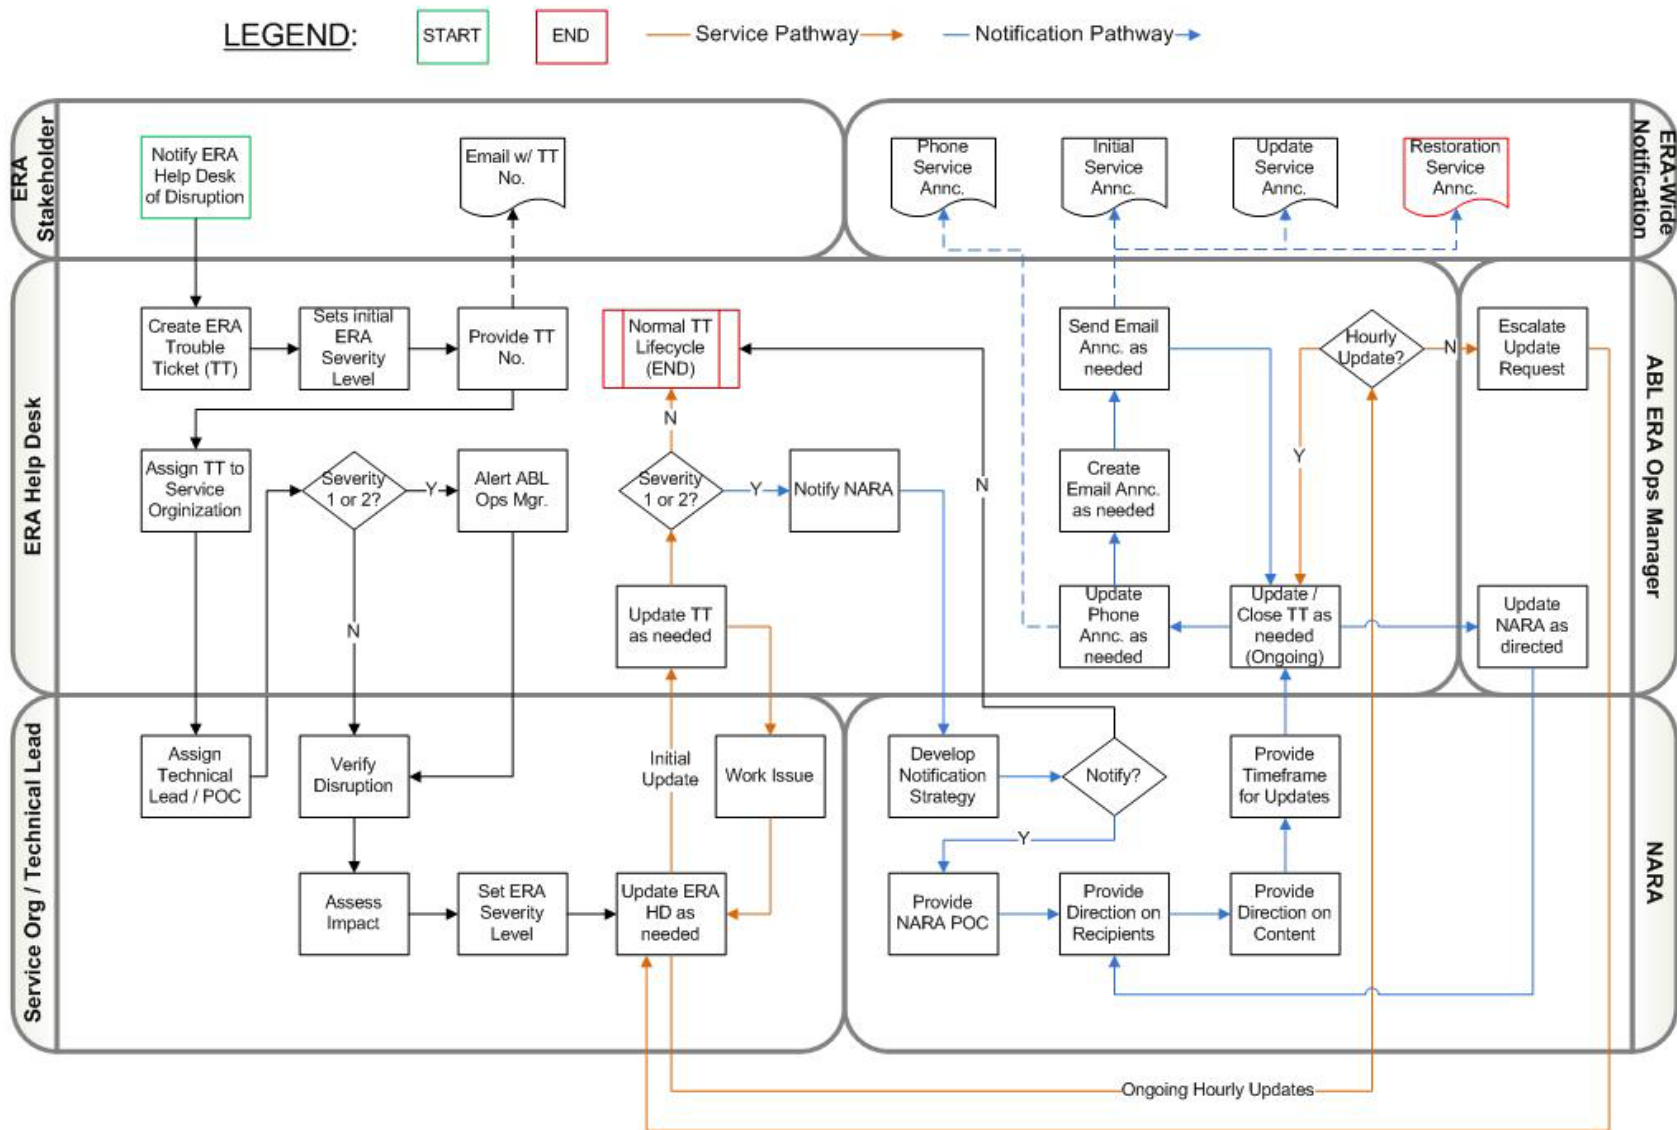 LEGEND:
START
END
Service Pathway
Notification Pathway
ERA
Stakeholder
Notify ERA
Help Desk
of Disruption
Email w/ TT
No.
Phone
Service
Annc.
Initial
Service
Annc.
Update
Service
Annc.
Restoration
Service
Annc.
ERA-Wide
Notification
ERA Help Desk
Create ERA
Trouble
Ticket (TT)
Sets initial
ERA
Severity
Level
Provide TT
No.
Normal TT
Lifecycle
(END)
Send Email
Annc. as
needed
Hourly
Update?
N
Escalate
Update
Request
ABL ERA Ops Manager
N
Y
Assign TT to
Service
Orginization
Severity
1 or 2?
Y
Alert ABL
Ops Mgr.
Severity
1 or 2?
Y
Notify NARA
N
Create
Email Annc.
as needed
N
Update TT
as needed
Update
Phone
Annc. as
needed
Update /
Close TT as
needed
(Ongoing)
Update
NARA as
directed
Service Org / Technical Lead
Assign
Technical
Lead / POC
Verify
Disruption
Initial
Update
Work Issue
Develop
Notification
Strategy
Notify?
Provide
Timeframe
for Updates
NARA
Y
Assess
Impact
Set ERA
Severity
Level
Update ERA
HD as
needed
Provide
NARA POC
Provide
Direction on
Recipients
Provide
Direction on
Content
Ongoing Hourly Updates